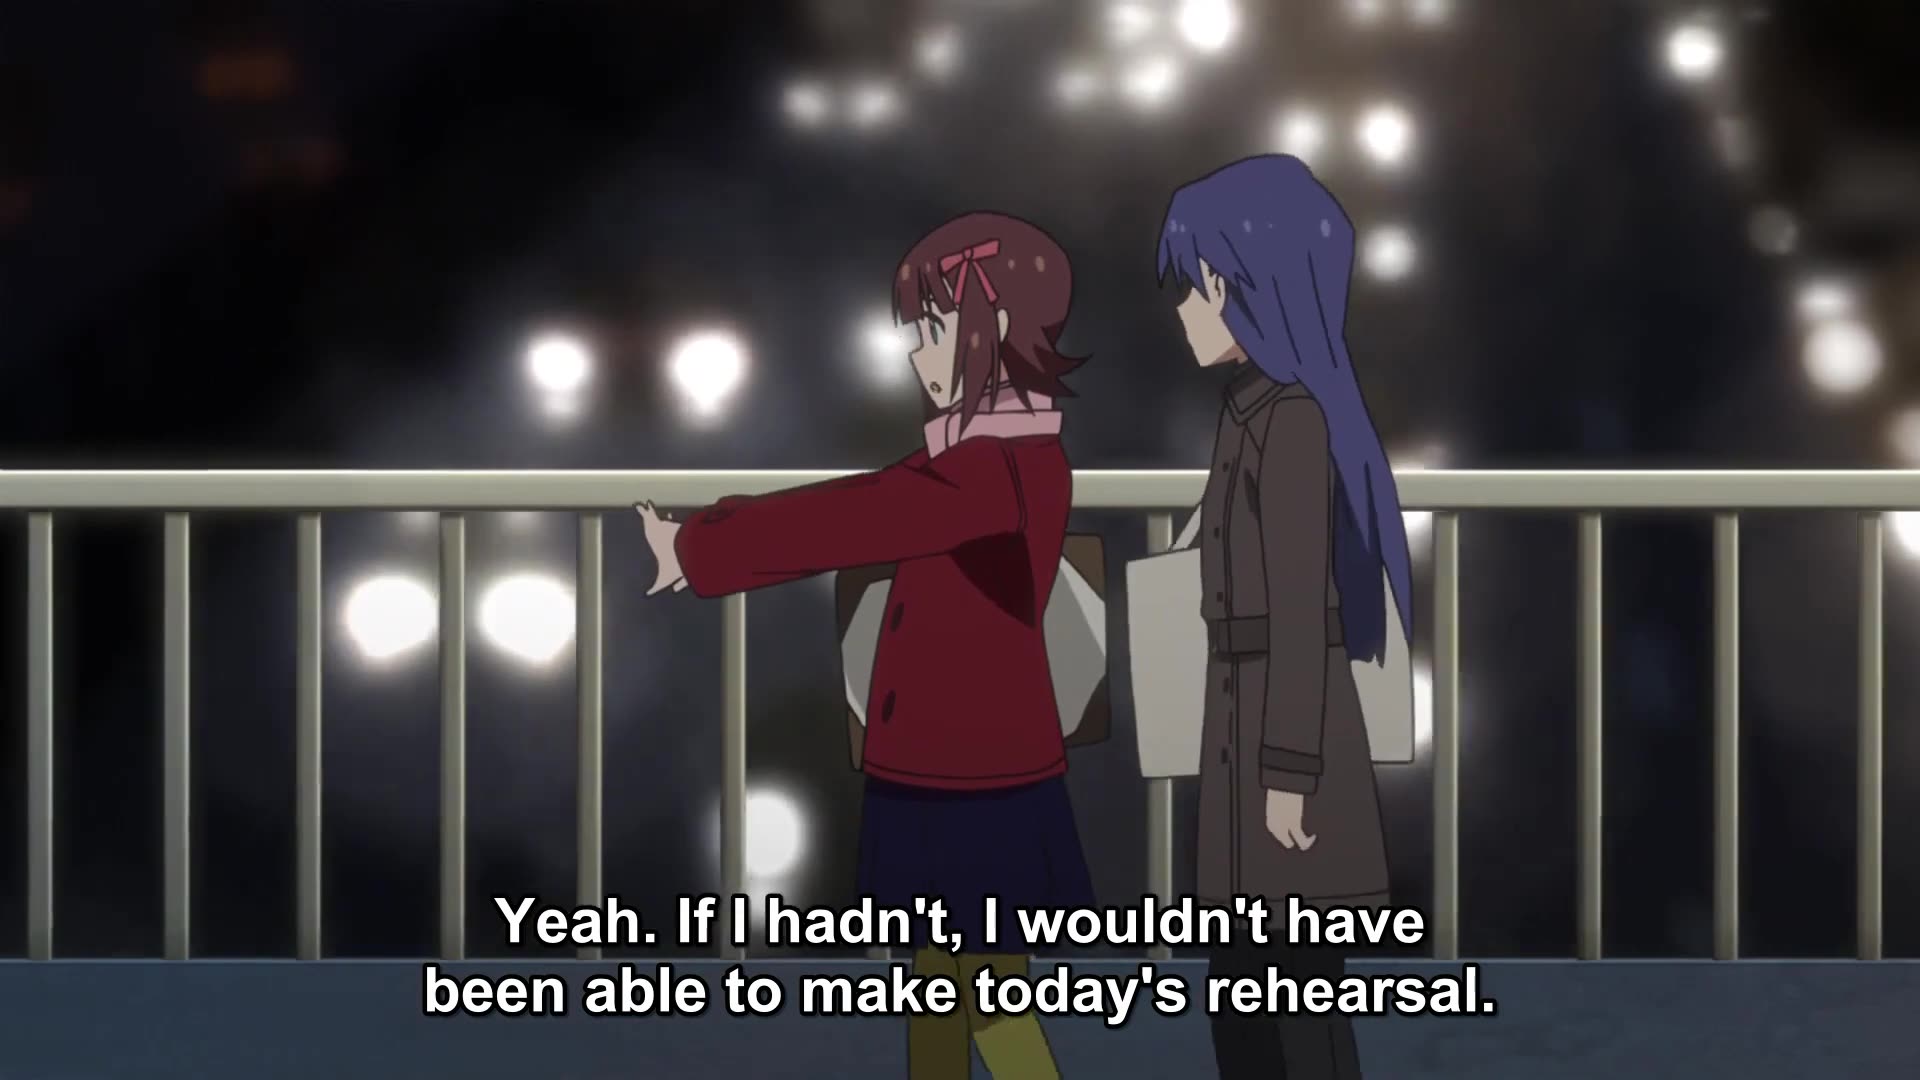 Yeah. If I hadn't, I wouldn't have
been able to make today's rehearsal.